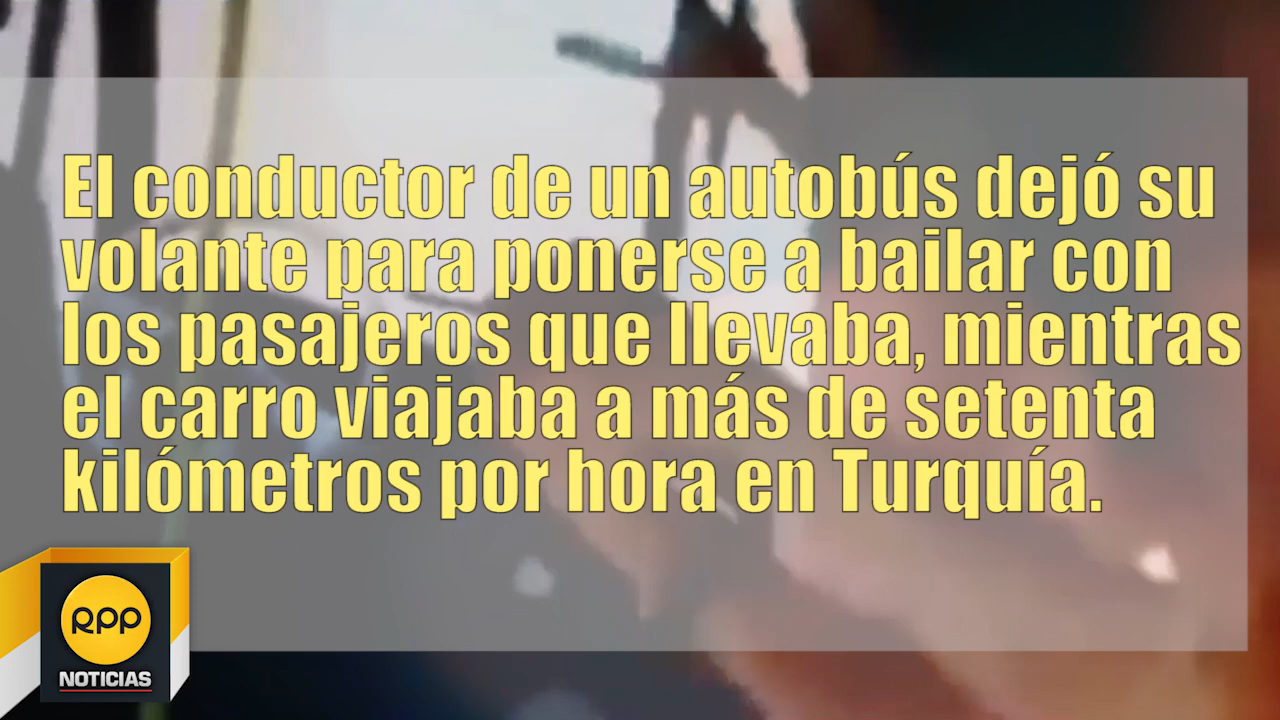 El conductor de un autobús dejó su
volante para ponerse a bailar con
los pasajeros que llevaba, mientras
el carro viajaba a más de setenta
kilómetros por hora en Turquía.
RPP
NOTICIAS